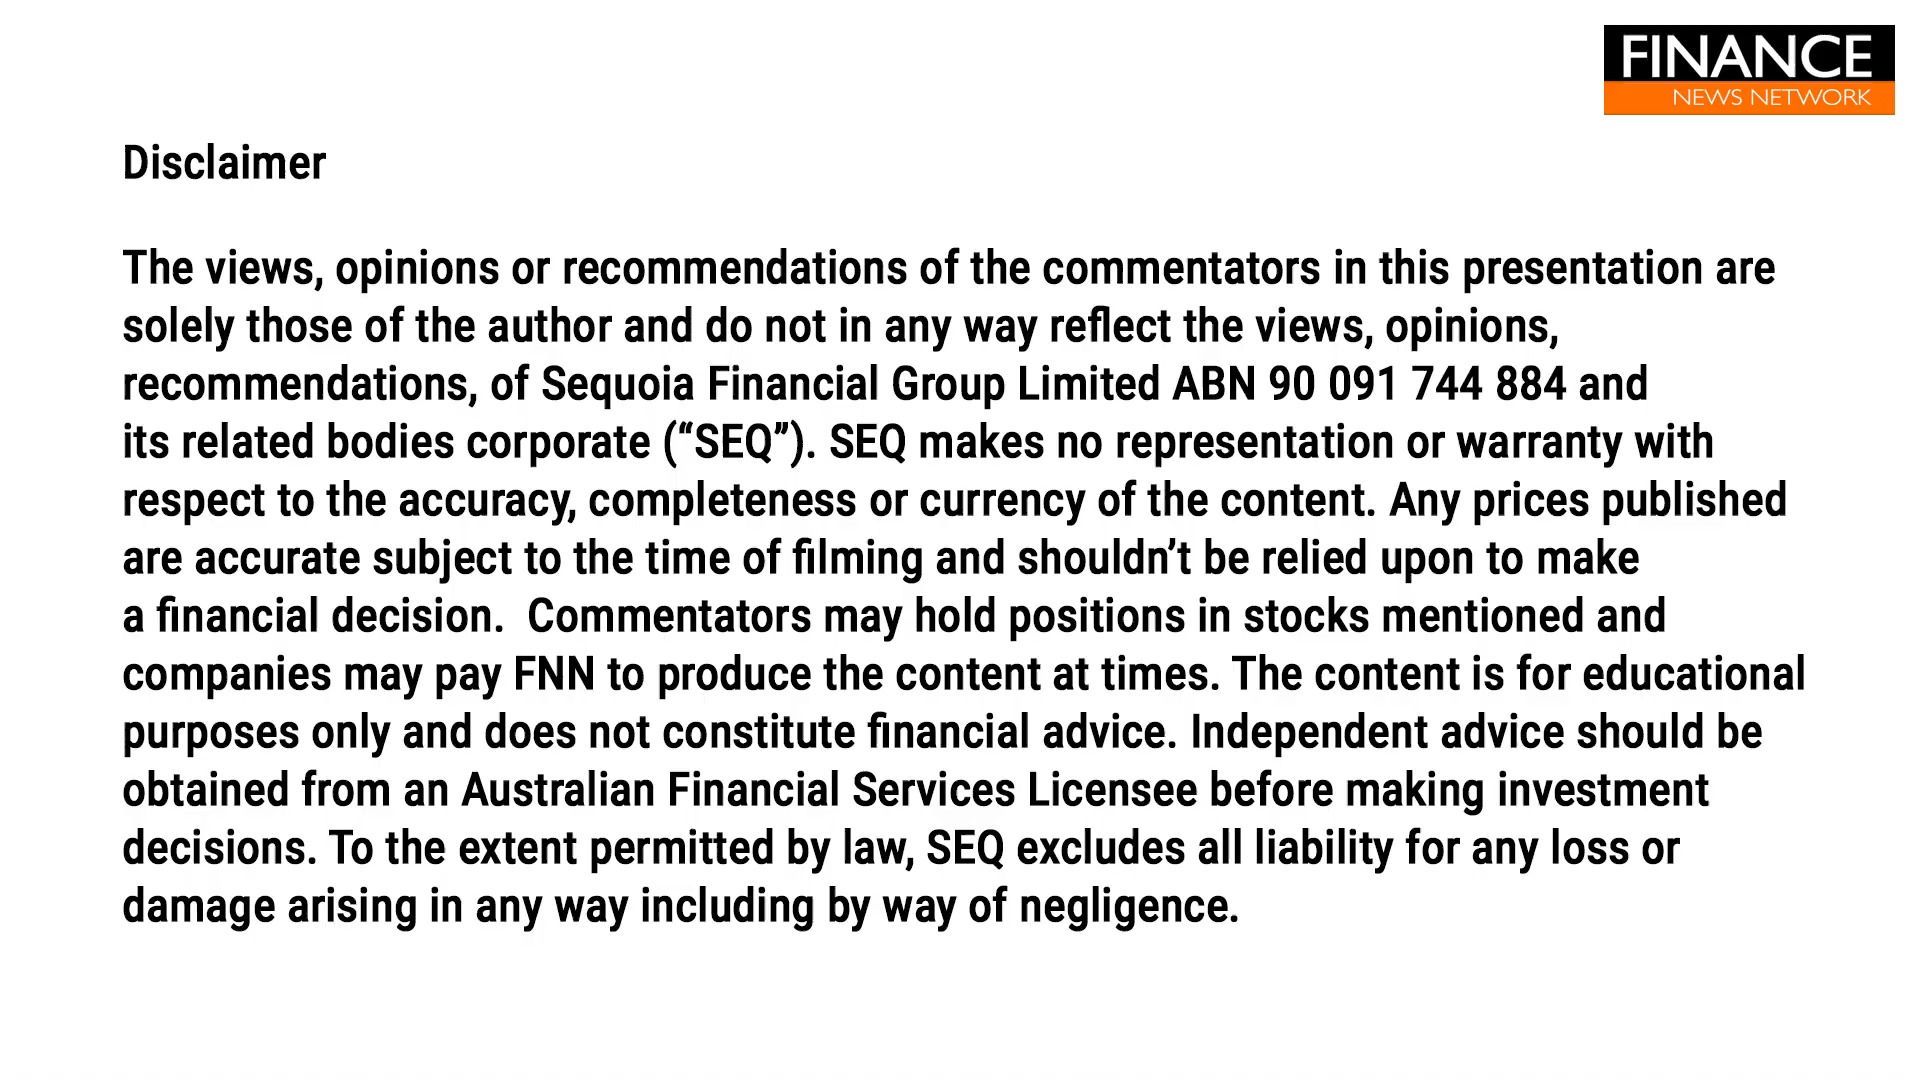 FINANCE
NEWS NETWORK
Disclaimer
The views, opinions or recommendations of the commentators in this presentation are
solely those of the author and do not in any way reflect the views, opinions,
recommendations, of Sequoia Financial Group Limited ABN 90 091 744 884 and
its related bodies corporate (“SEQ”). SEQ makes no representation or warranty with
respect to the accuracy, completeness or currency of the content. Any prices published
are accurate subject to the time of filming and shouldn’t be relied upon to make
a financial decision.  Commentators may hold positions in stocks mentioned and
companies may pay FNN to produce the content at times. The content is for educational
purposes only and does not constitute financial advice. Independent advice should be
obtained from an Australian Financial Services Licensee before making investment
decisions. To the extent permitted by law, SEQ excludes all liability for any loss or
damage arising in any way including by way of negligence.